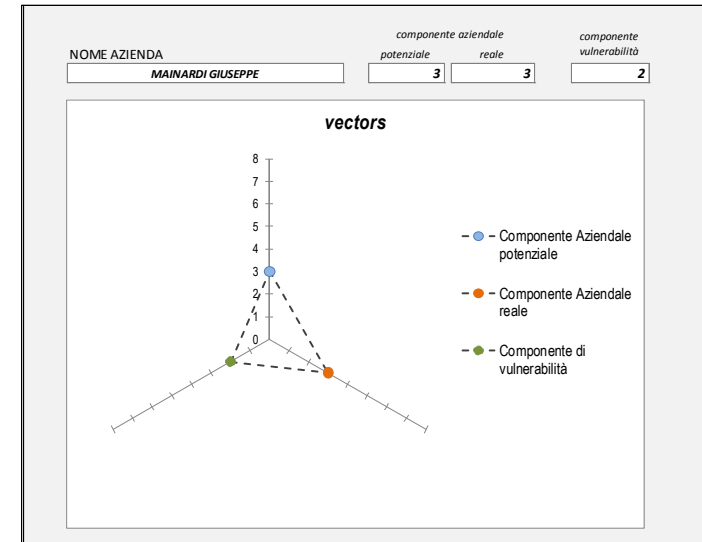 componente aziendale
componente vulnerabilità
NOME AZIENDA
potenziale
reale
MAINARDI GIUSEPPE
3
3
2
vectors
8
7
6
5
4
3
2
1
0
Componente Aziendale
potenziale
Componente Aziendale
reale
Componente di
vulnerabilità